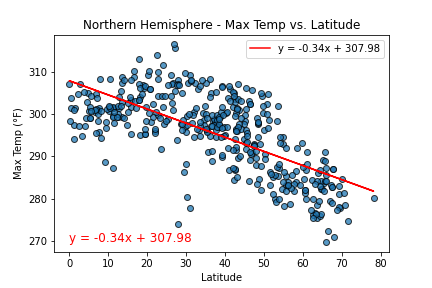 Northern Hemisphere - Max Temp vs. Latitude
y = -0.34x + 307.98
Max Temp (°F)
310
300
290
280
270
y = -0.34x + 307.98
0 10 20 30 40 50 60 70 80
Latitude